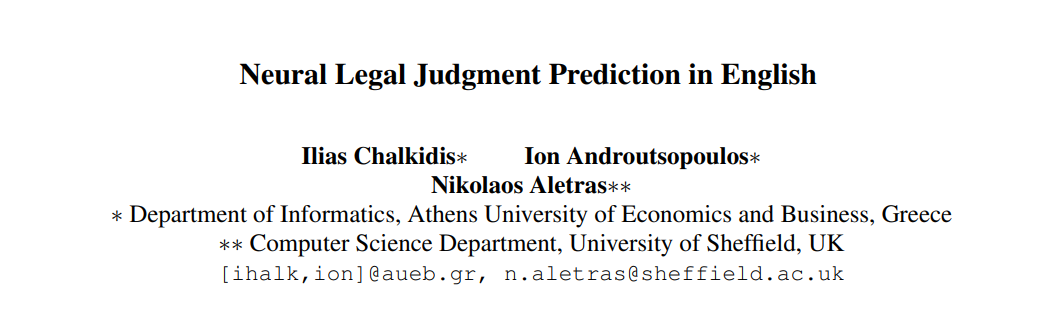 Neural Legal Judgment Prediction in English
Ilias Chalkidis∗ Ion Androutsopoulos∗
Nikolaos Aletras∗∗
∗ Department of Informatics, Athens University of Economics and Business, Greece
∗∗ Computer Science Department, University of Sheffield, UK
[ihalk,ion]@aueb.gr, n.aletras@sheffield.ac.uk